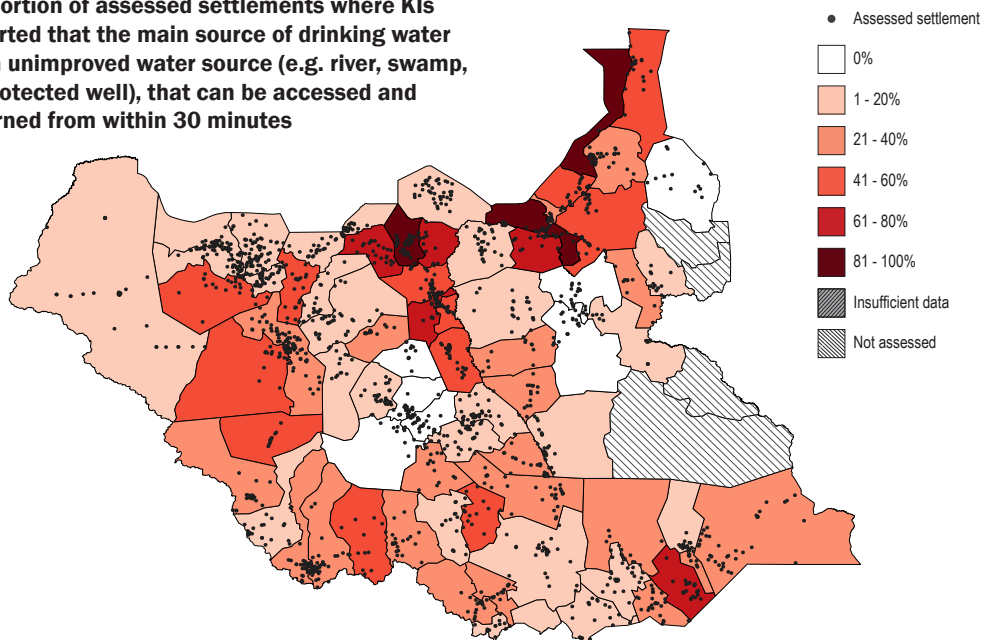 ortion of assessed settlements where KIs
rted that the main source of drinking water
unimproved water source (e.g. river, swamp,
otected well), that can be accessed and
rned from within 30 minutes
Assessed settlement
0%
1 - 20%
21 - 40%
41 - 60%
61 - 80%
81 - 100%
Insufficient data
Not assessed